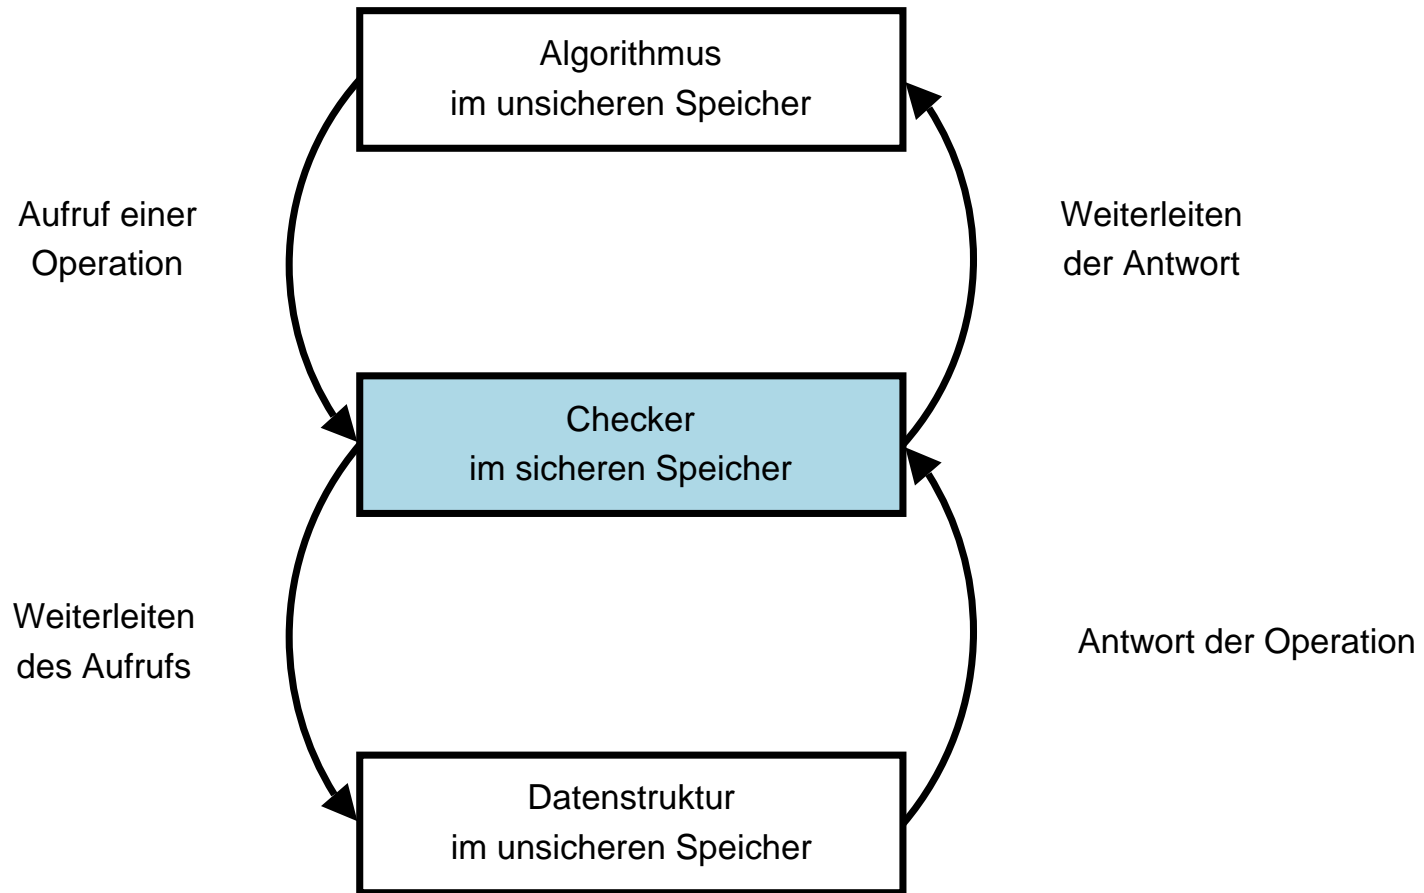 Algorithmus
im unsicheren Speicher
Aufruf einer
Operation
Weiterleiten
der Antwort
Checker
im sicheren Speicher
Weiterleiten
des Aufrufs
Antwort der Operation
Datenstruktur
im unsicheren Speicher